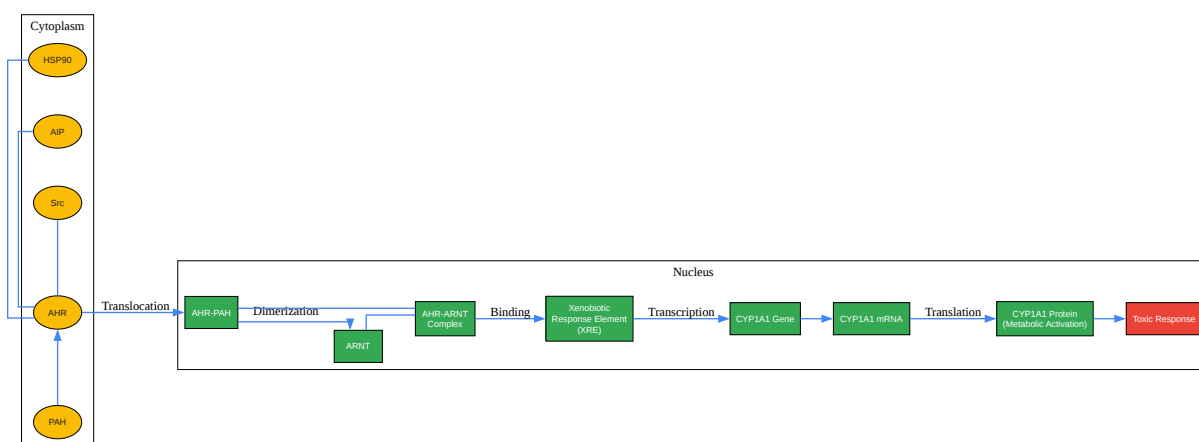 Cytoplasm
HSP90
AIP
Src
AHR
PAH
Translocation
Nucleus
AHR-PAH
Dimerization
ARNT
AHR-ARNT
Complex
Binding
Xenobiotic
Response Element
(XRE)
Transcription
CYP1A1 Gene
CYP1A1 mRNA
Translation
CYP1A1 Protein
(Metabolic Activation)
Toxic Response